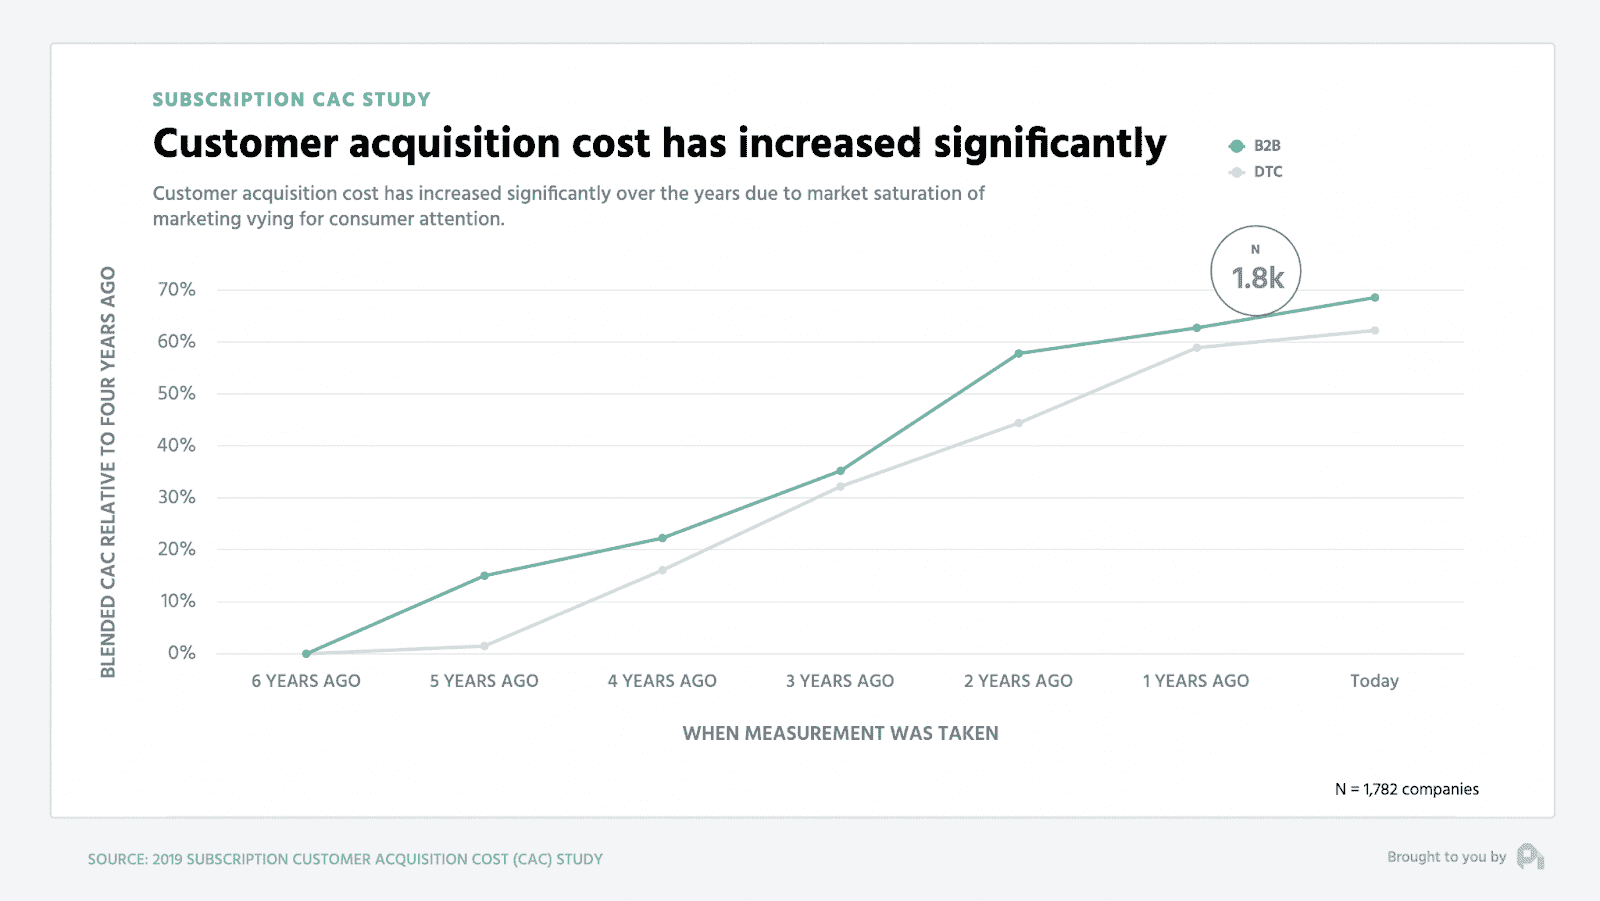 SUBSCRIPTION CAC STUDY
Customer acquisition cost has increased significantly
Customer acquisition cost has increased significantly over the years due to market saturation of
marketing vying for consumer attention.
B2B
DTC
N
1.8k
BLENDED CAC RELATIVE TO FOUR YEARS AGO
70%
60%
50%
40%
30%
20%
10%
0%
6 YEARS AGO
5 YEARS AGO
4 YEARS AGO
3 YEARS AGO
2 YEARS AGO
1 YEARS AGO
Today
WHEN MEASUREMENT WAS TAKEN
N = 1,782 companies
SOURCE: 2019 SUBSCRIPTION CUSTOMER ACQUISITION COST (CAC) STUDY
Brought to you by